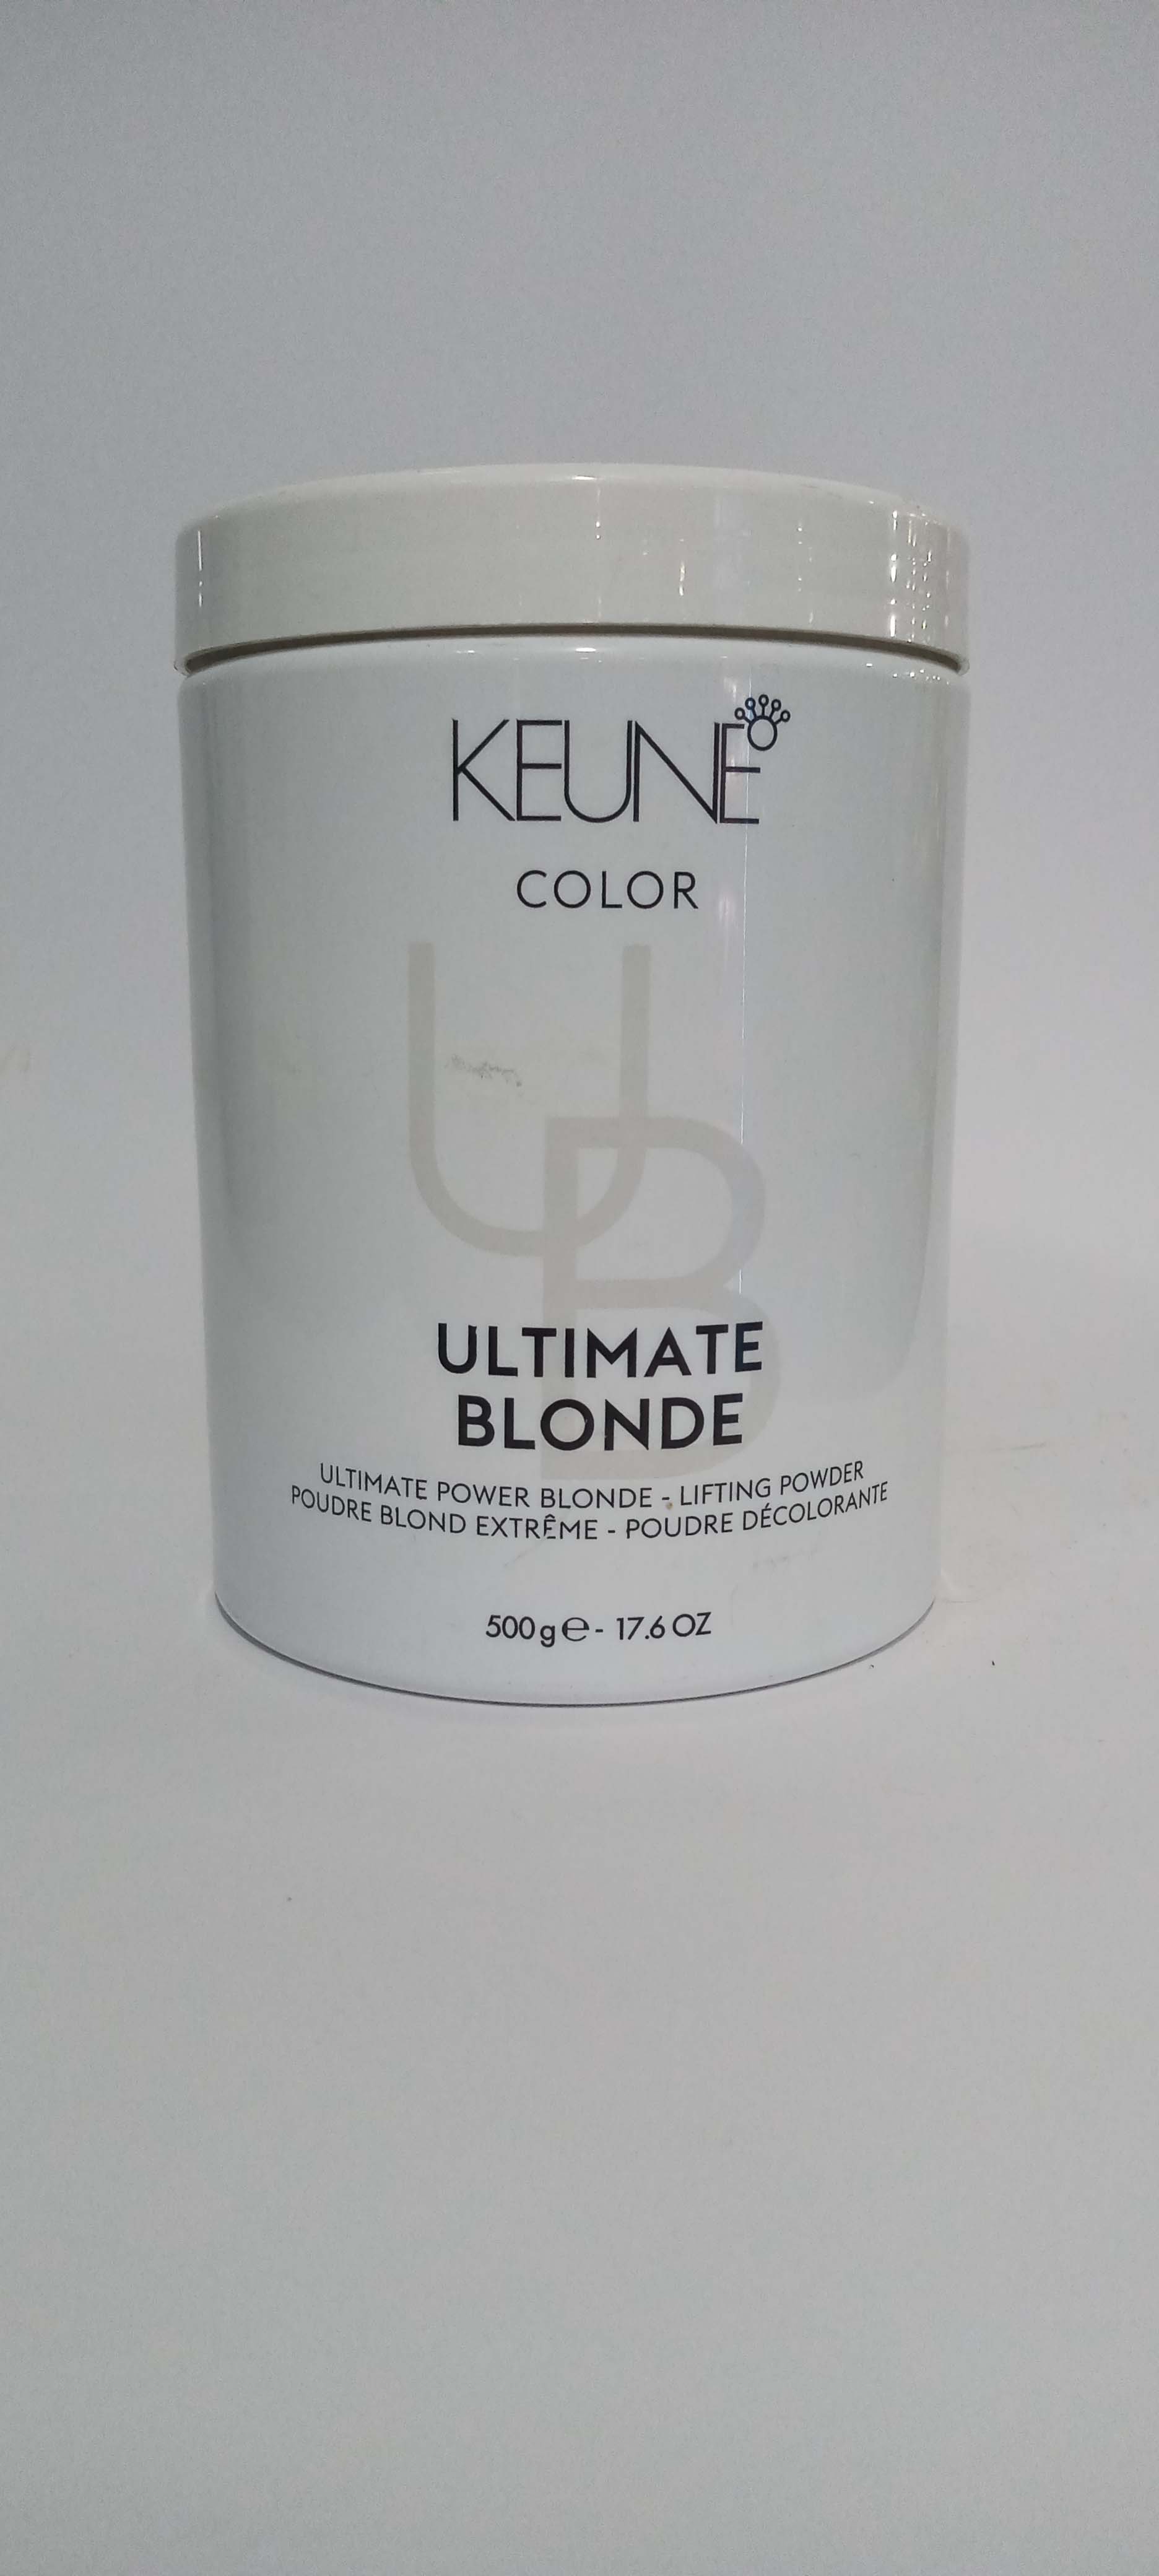 KEUNE
COLOR
UB
ULTIMATE
BLONDE
ULTIMATE POWER BLONDE - LIFTING POWDER
POUDRE BLOND EXTRÊME - POUDRE DÉCOLORANTE
500g℮ - 17.6 OZ